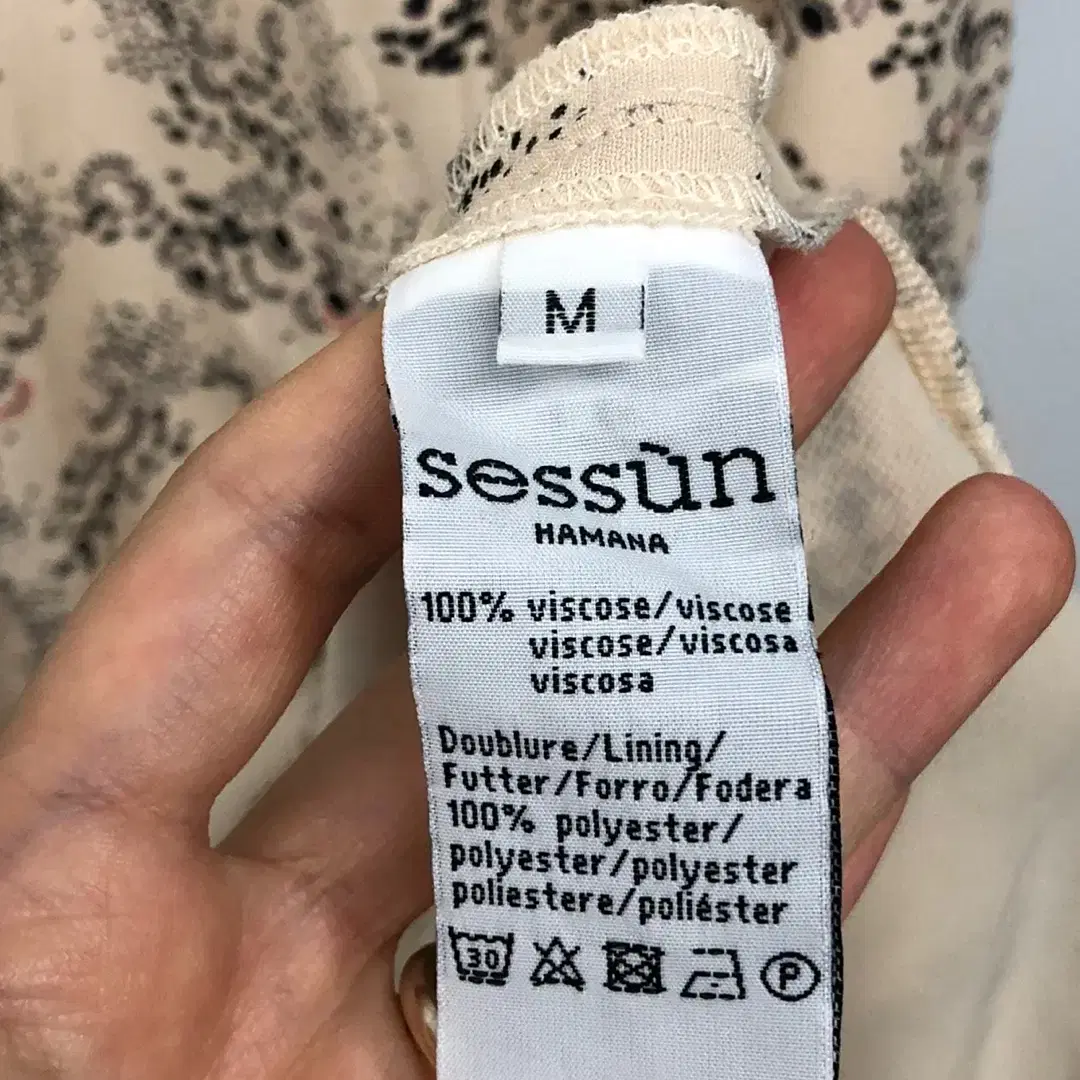 M
sessùn
HAMANA
100% viscose/viscose
viscose/viscosa
viscosa
Doublure/Lining/
Futter/Forro/Fodera
100% polyester/
polyester/polyester
poliestere/poliéster
30
P